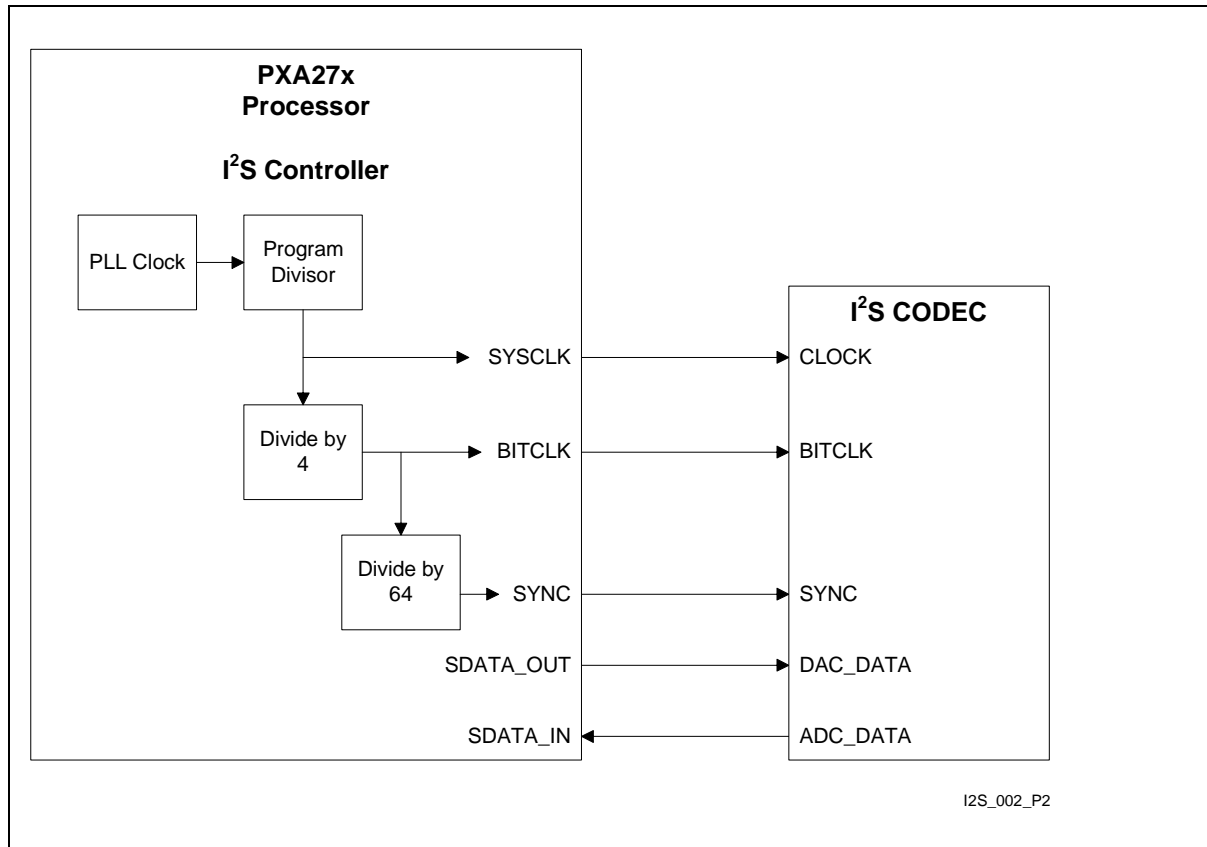 PXA27x
Processor
I²S Controller
PLL Clock
Program
Divisor
I²S CODEC
SYSCLK
CLOCK
Divide by
4
BITCLK
BITCLK
Divide by
64
SYNC
SYNC
SDATA_OUT
DAC_DATA
SDATA_IN
ADC_DATA
I2S_002_P2